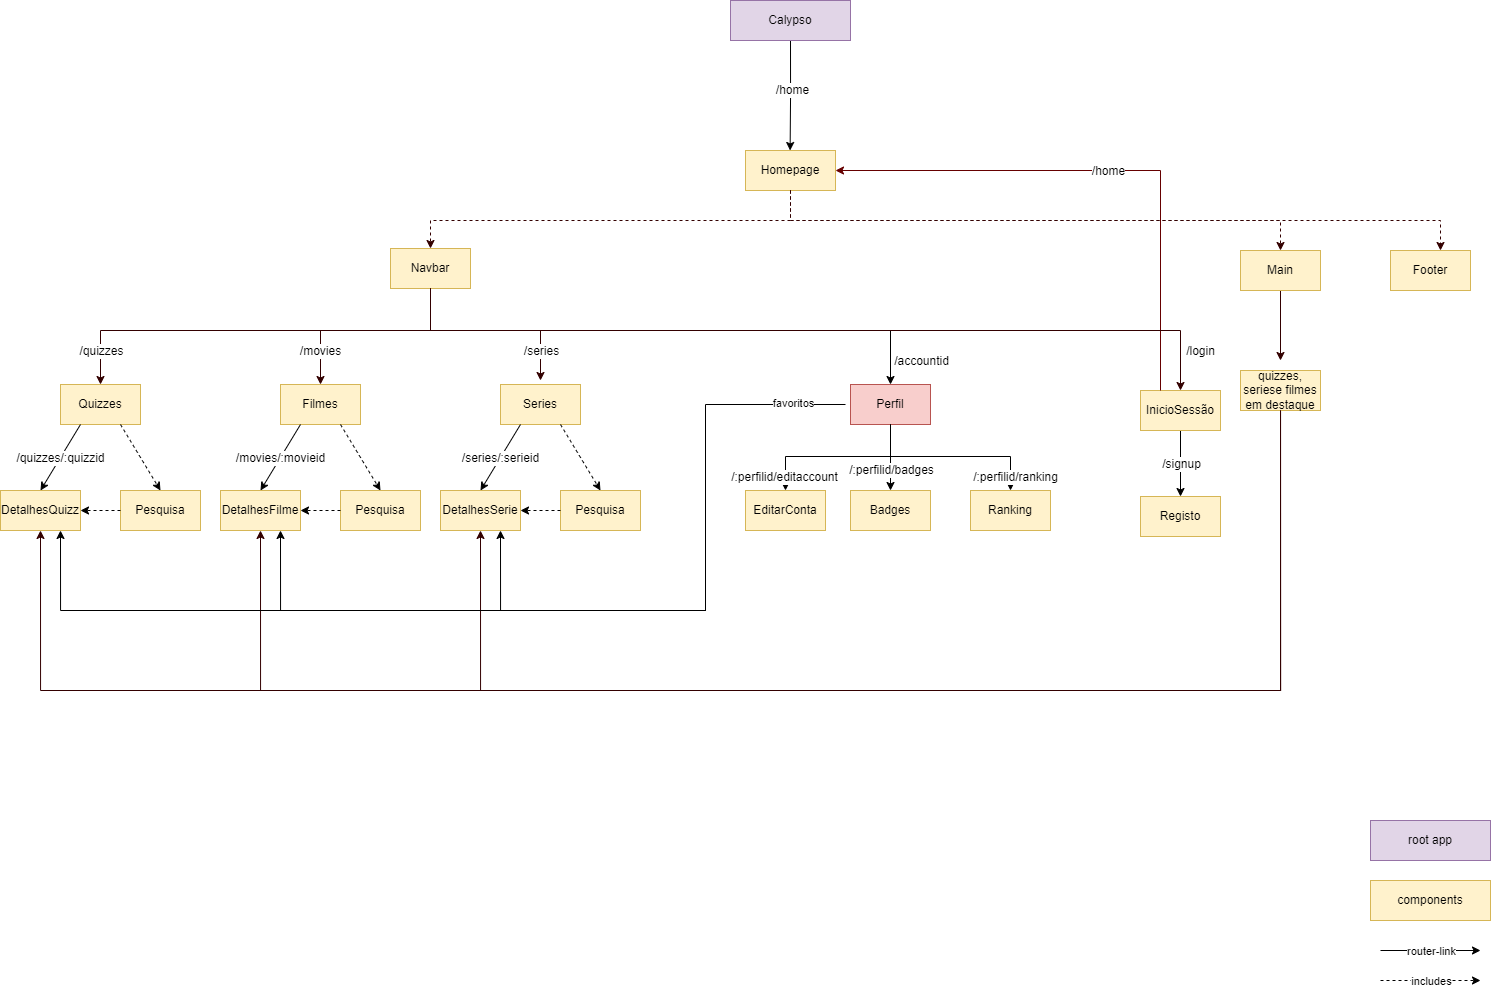 Calypso
/home
Homepage
/home
Navbar
Main
Footer
/quizzes
/movies
/series
/accountid
/login
Quizzes
Filmes
Series
favoritos
Perfil
InicioSessão
quizzes,
seriese filmes
em destaque
/quizzes/:quizzid
/movies/:movieid
/series/:serieid
/:perfilid/editaccount
/:perfilid/badges
/:perfilid/ranking
/signup
DetalhesQuizz
Pesquisa
DetalhesFilme
Pesquisa
DetalhesSerie
Pesquisa
EditarConta
Badges
Ranking
Registo
root app
components
router-link
includes